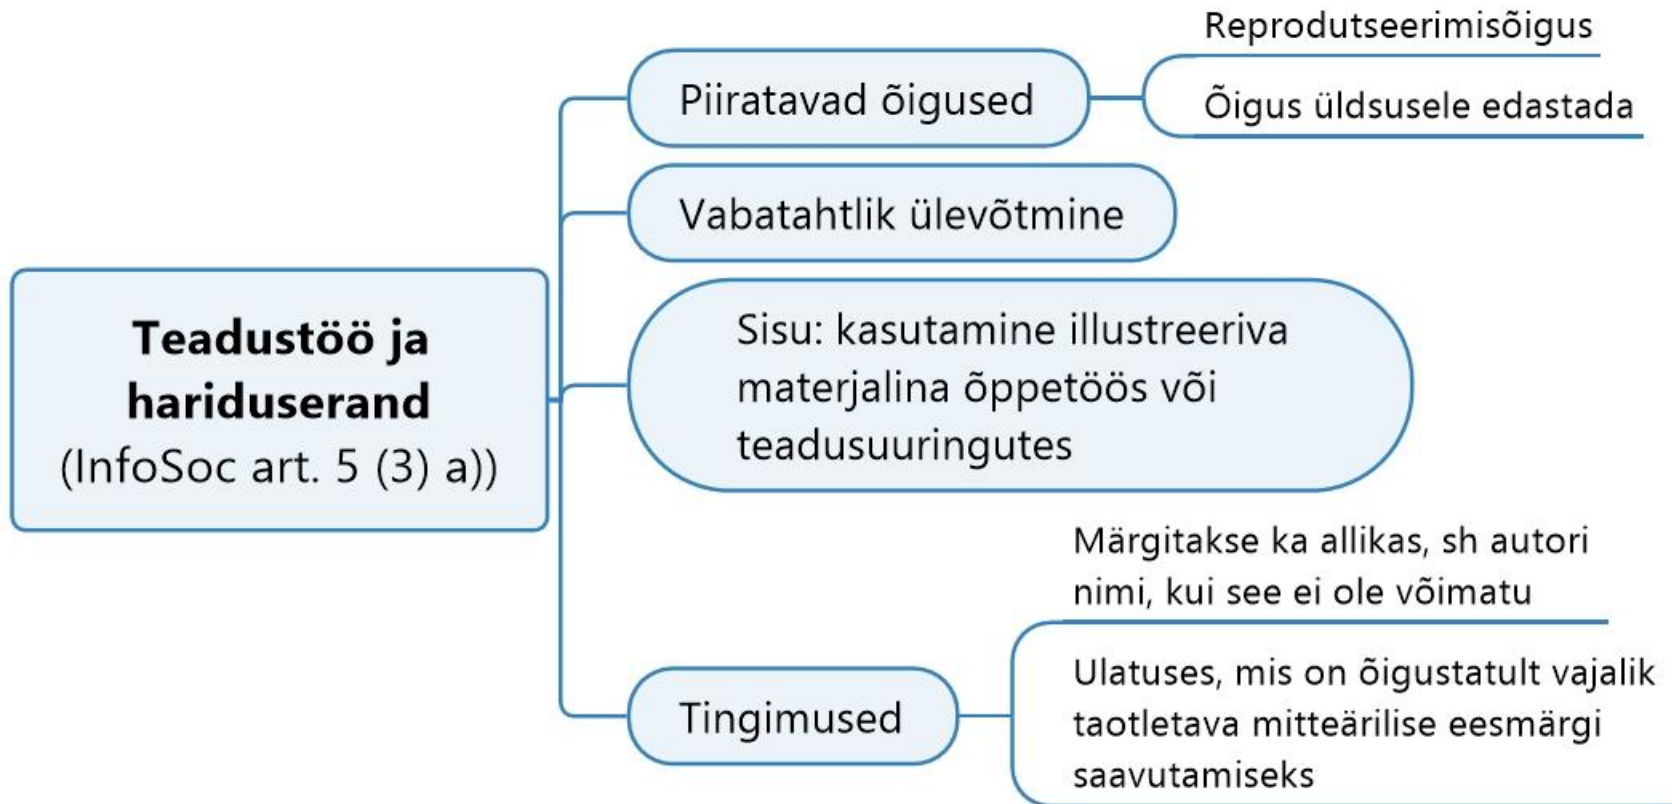 Teadustöö ja
hariduserand
(InfoSoc art. 5 (3) a))
Piiratavad õigused
Reprodutseerimisõigus
Õigus üldsusele edastada
Vabatahtlik ülevõtmine
Sisu: kasutamine illustreeriva
materjalina õppetöös või
teadusuuringutes
Tingimused
Märgitakse ka allikas, sh autori
nimi, kui see ei ole võimatu
Ulatuses, mis on õigustatult vajalik
taotletava mitteärilise eesmärgi
saavutamiseks